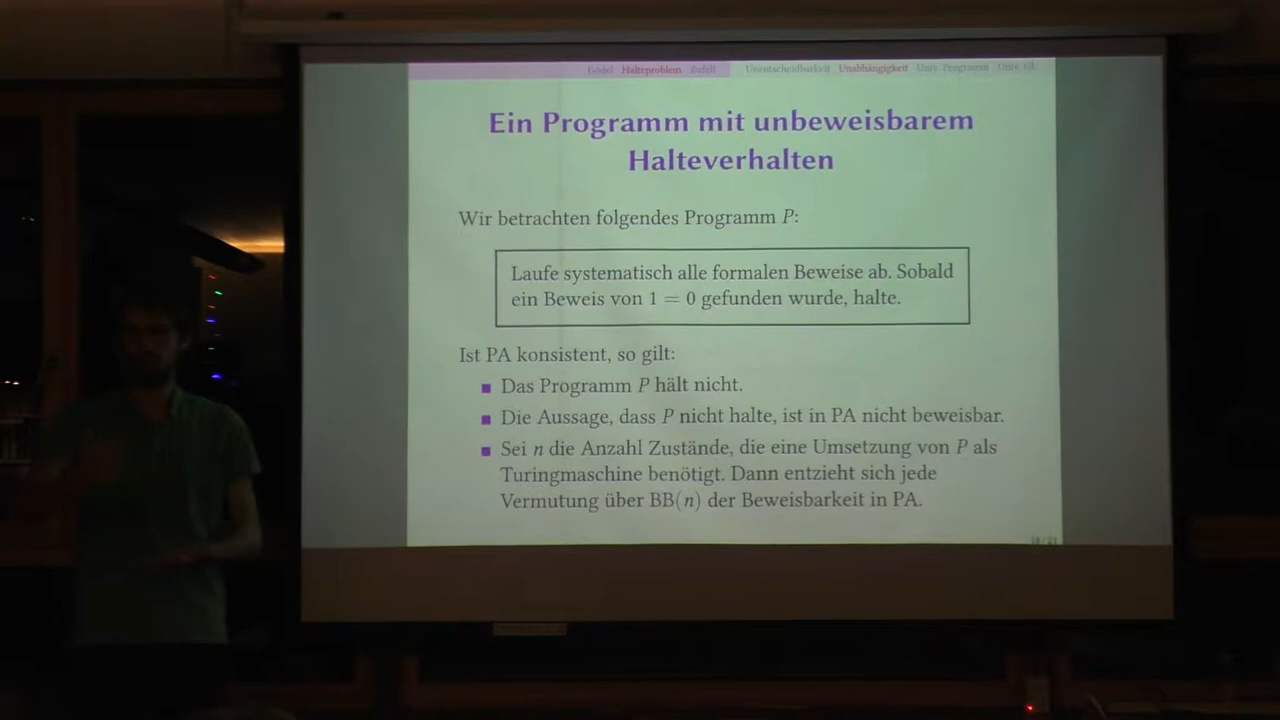 Gödel Halteproblem Zufall Unentscheidbarkeit Unabhängigkeit Univ. Programm Univ. Gl.
Ein Programm mit unbeweisbarem
Halteverhalten
Wir betrachten folgendes Programm P:
Laufe systematisch alle formalen Beweise ab. Sobald
ein Beweis von 1 = 0 gefunden wurde, halte.
Ist PA konsistent, so gilt:
Das Programm P hält nicht.
Die Aussage, dass P nicht halte, ist in PA nicht beweisbar.
Sei n die Anzahl Zustände, die eine Umsetzung von P als
Turingmaschine benötigt. Dann entzieht sich jede
Vermutung über BB(n) der Beweisbarkeit in PA.